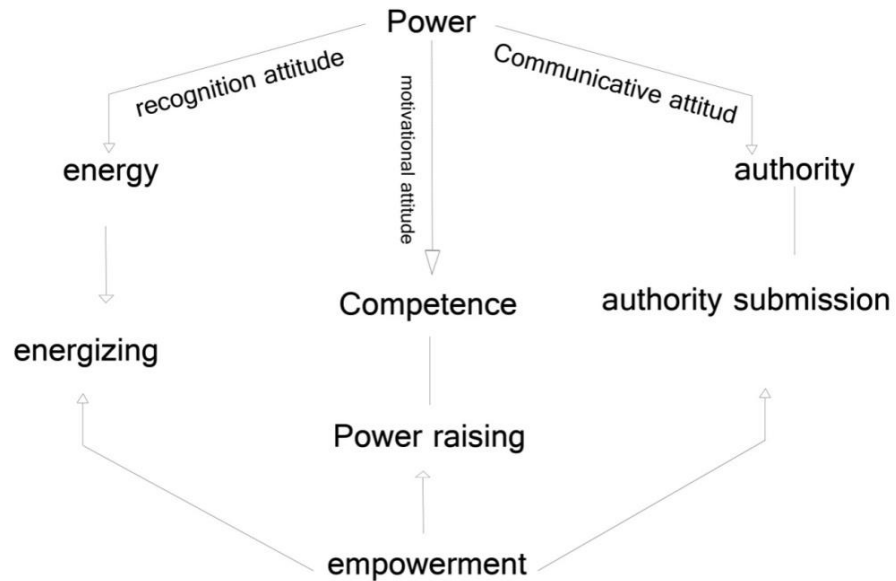 Power
recognition attitude
motivational attitude
Communicative attitud
energy
authority
Competence
authority submission
energizing
Power raising
empowerment